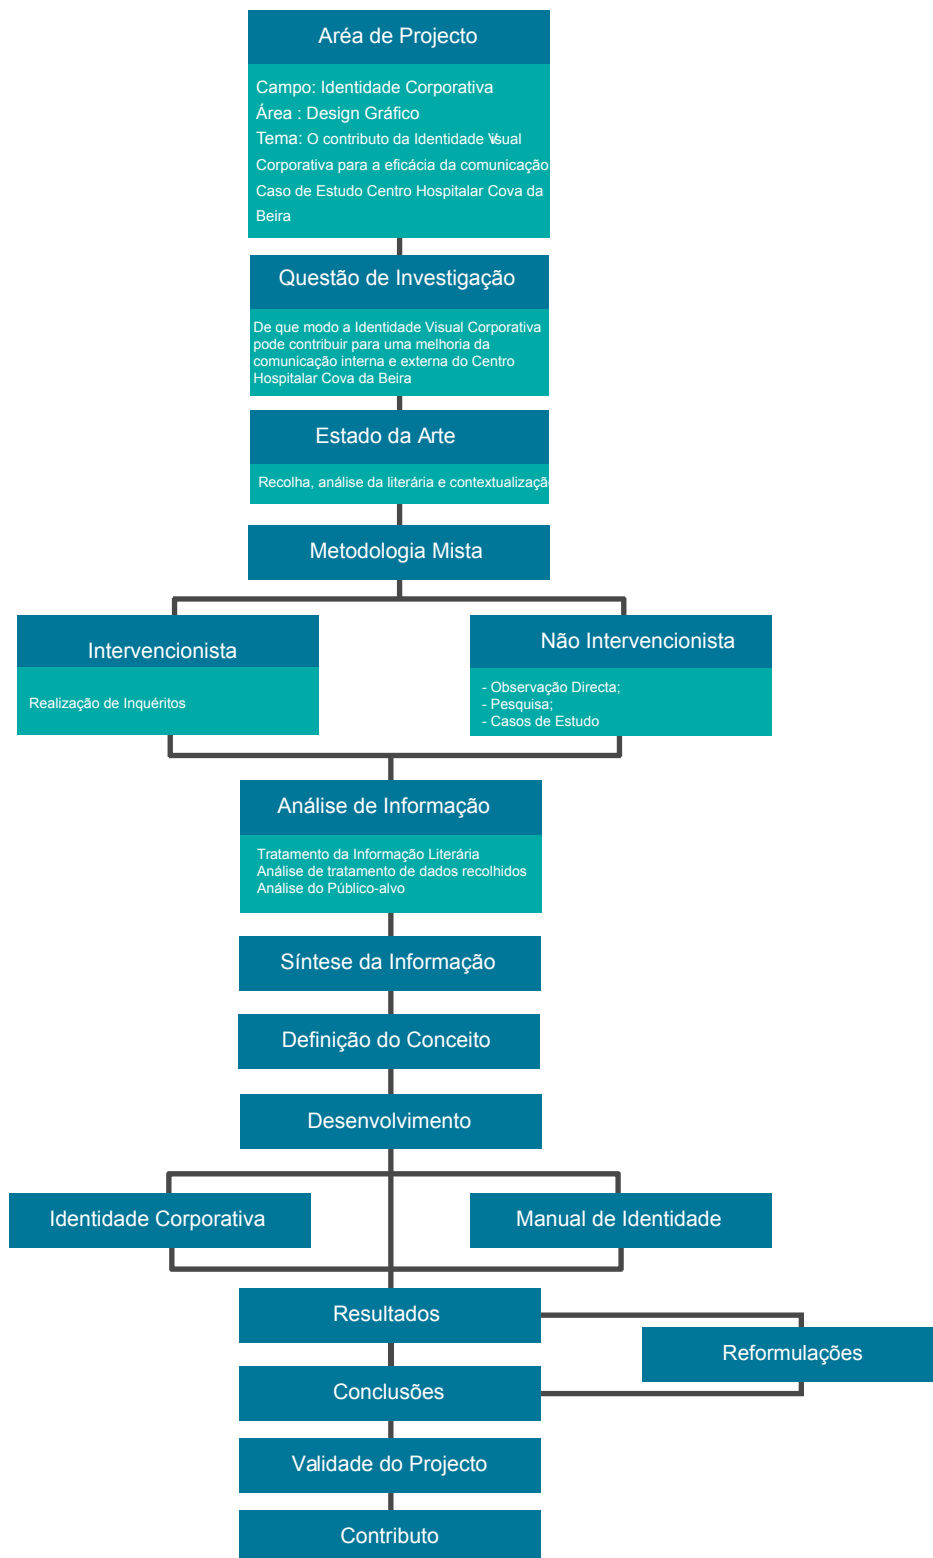 Aréa de Projecto
Campo: Identidade Corporativa
Área : Design Gráfico
Tema: O contributo da Identidade Visual
Corporativa para a eficácia da comunicação
Caso de Estudo Centro Hospitalar Cova da
Beira
Questão de Investigação
De que modo a Identidade Visual Corporativa
pode contribuir para uma melhoria da
comunicação interna e externa do Centro
Hospitalar Cova da Beira
Estado da Arte
Recolha, análise da literária e contextualização
Metodologia Mista
Intervencionista
Realização de Inquéritos
Não Intervencionista
- Observação Directa;
- Pesquisa;
- Casos de Estudo
Análise de Informação
Tratamento da Informação Literária
Análise de tratamento de dados recolhidos
Análise do Público-alvo
Síntese da Informação
Definição do Conceito
Desenvolvimento
Identidade Corporativa
Manual de Identidade
Resultados
Reformulações
Conclusões
Validade do Projecto
Contributo